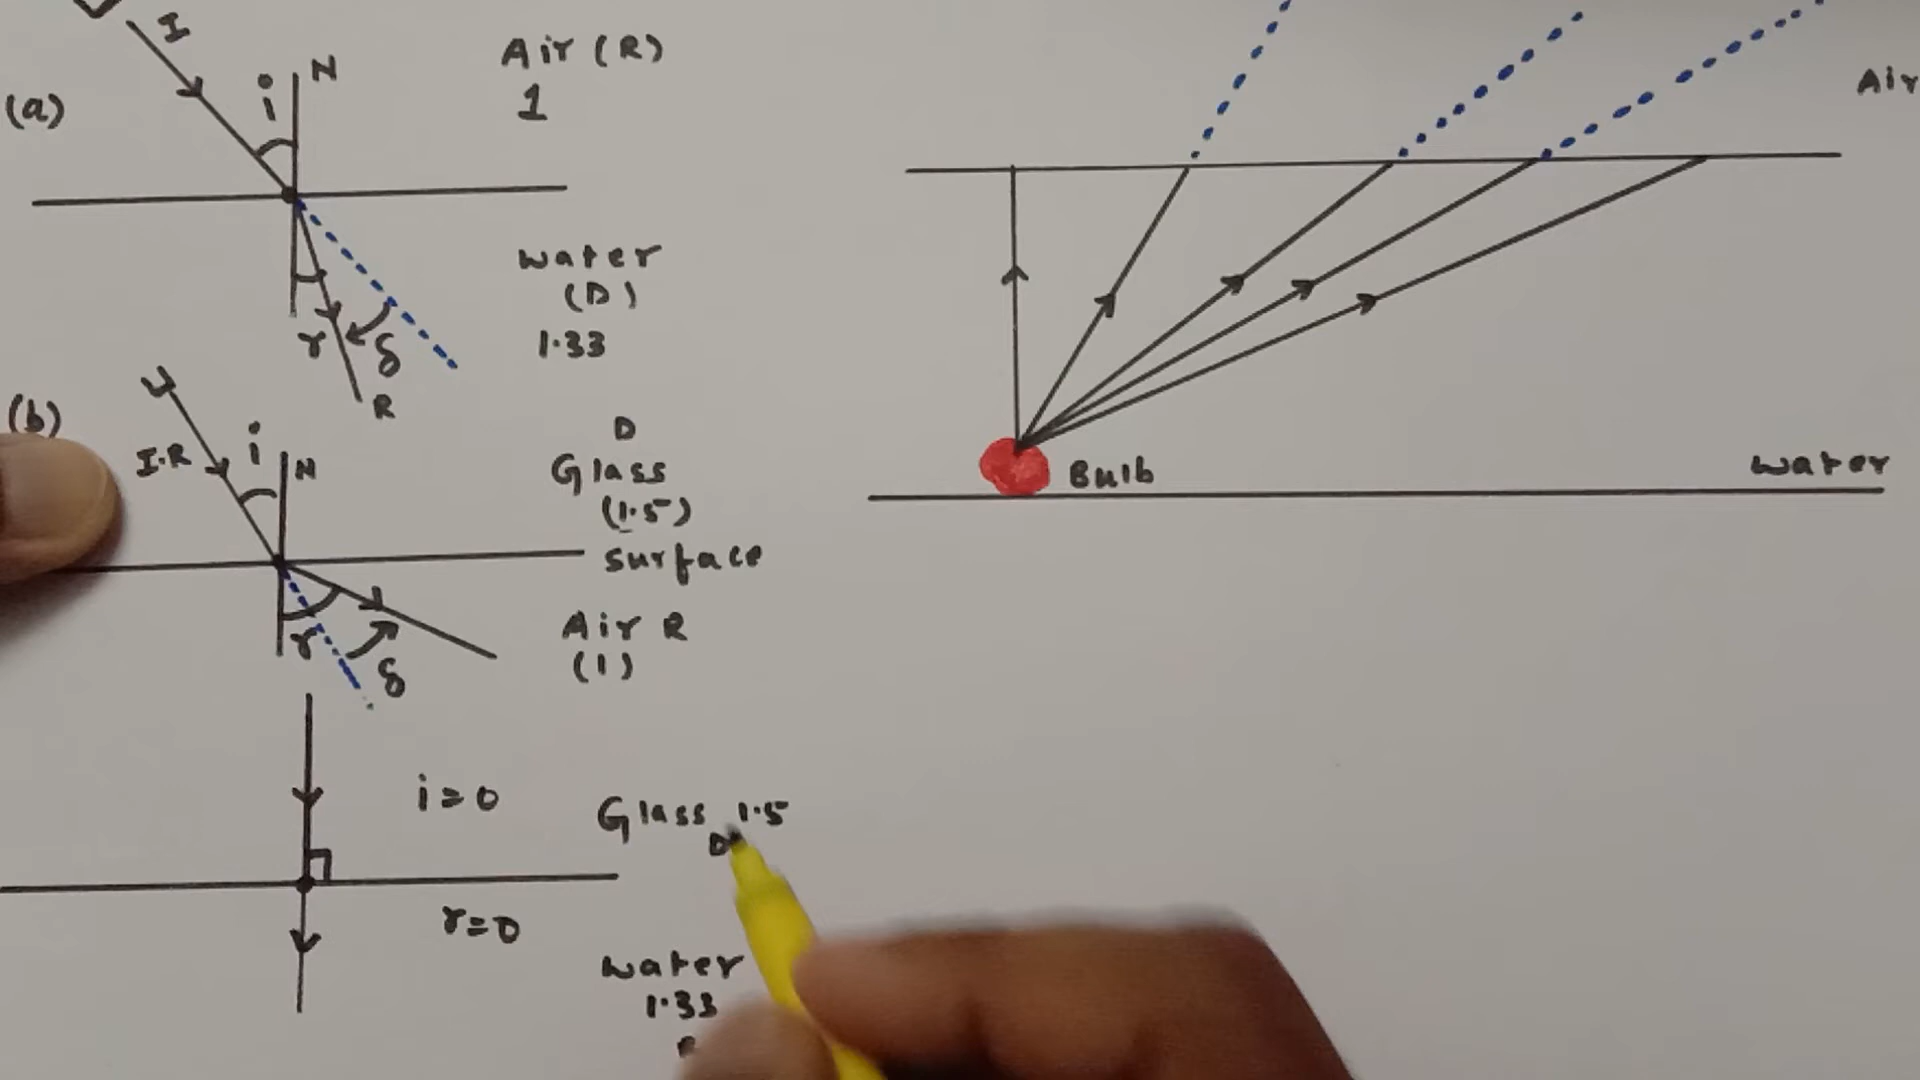 I
(a)
i
N
Air (R)
1
water
(D)
1.33
r
δ
R
(b)
I.R
i
N
D
Glass
(1.5)
surface
Air R
(1)
r
δ
i=0
Glass 1.5
D
r=0
water
1.33
R
Air
Bulb
water